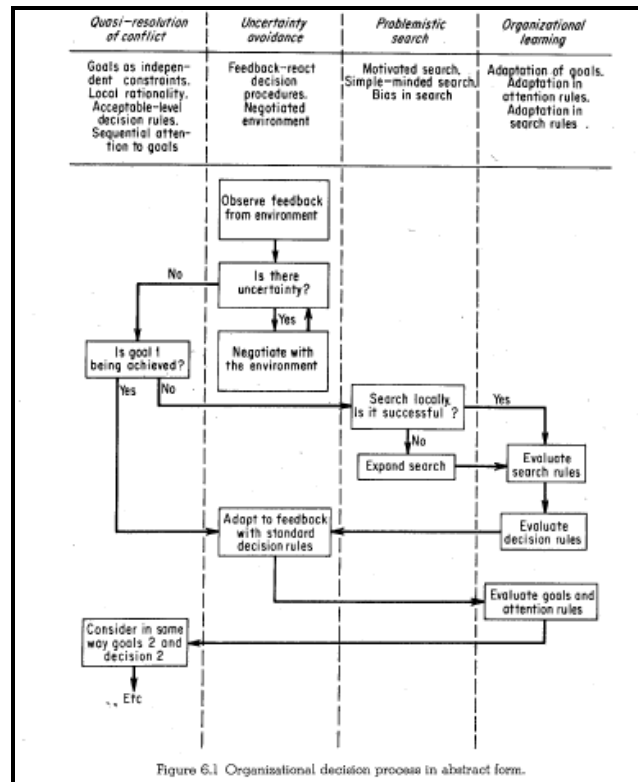 Quasi-resolution
of conflict
Goals as indepen-
dent constraints.
Local rationality.
Acceptable-level
decision rules.
Sequential atten-
tion to goals
Uncertainty
avoidance
Feedback-react
decision
procedures.
Negotiated
environment
Problemistic
search
Motivated search.
Simple-minded search.
Bias in search
Organizational
learning
Adaptation of goals.
Adaptation in
attention rules.
Adaptation in
search rules
Observe feedback
from environment
Is there
uncertainty?
No
Yes
Negotiate with
the environment
Is goal 1
being achieved?
Yes
No
Search locally.
Is it successful ?
Yes
No
Expand search
Evaluate
search rules
Evaluate
decision rules
Adapt to feedback
with standard
decision rules
Evaluate goals and
attention rules
Consider in same
way goals 2 and
decision 2
Etc
Figure 6.1 Organizational decision process in abstract form.